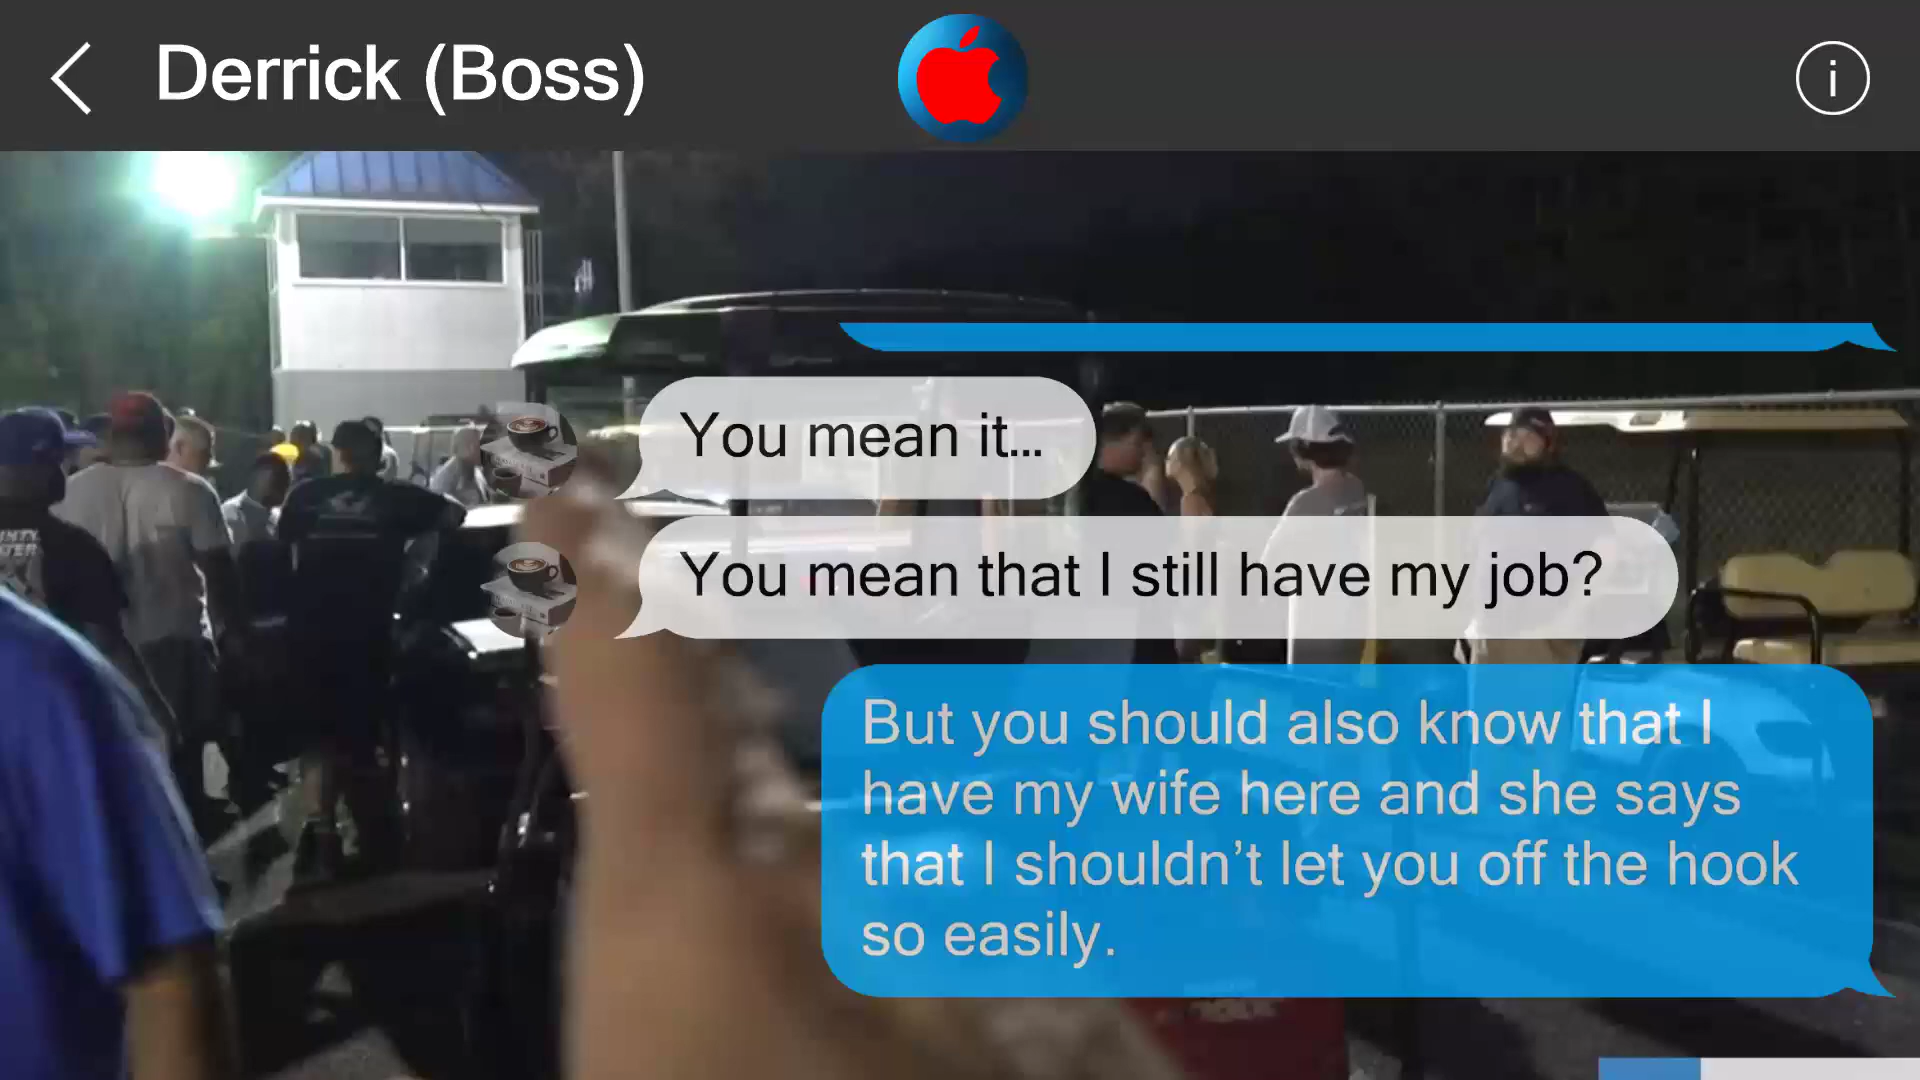 Derrick (Boss)
i
You mean it...
You mean that I still have my job?
But you should also know that I
have my wife here and she says
that I shouldn’t let you off the hook
so easily.